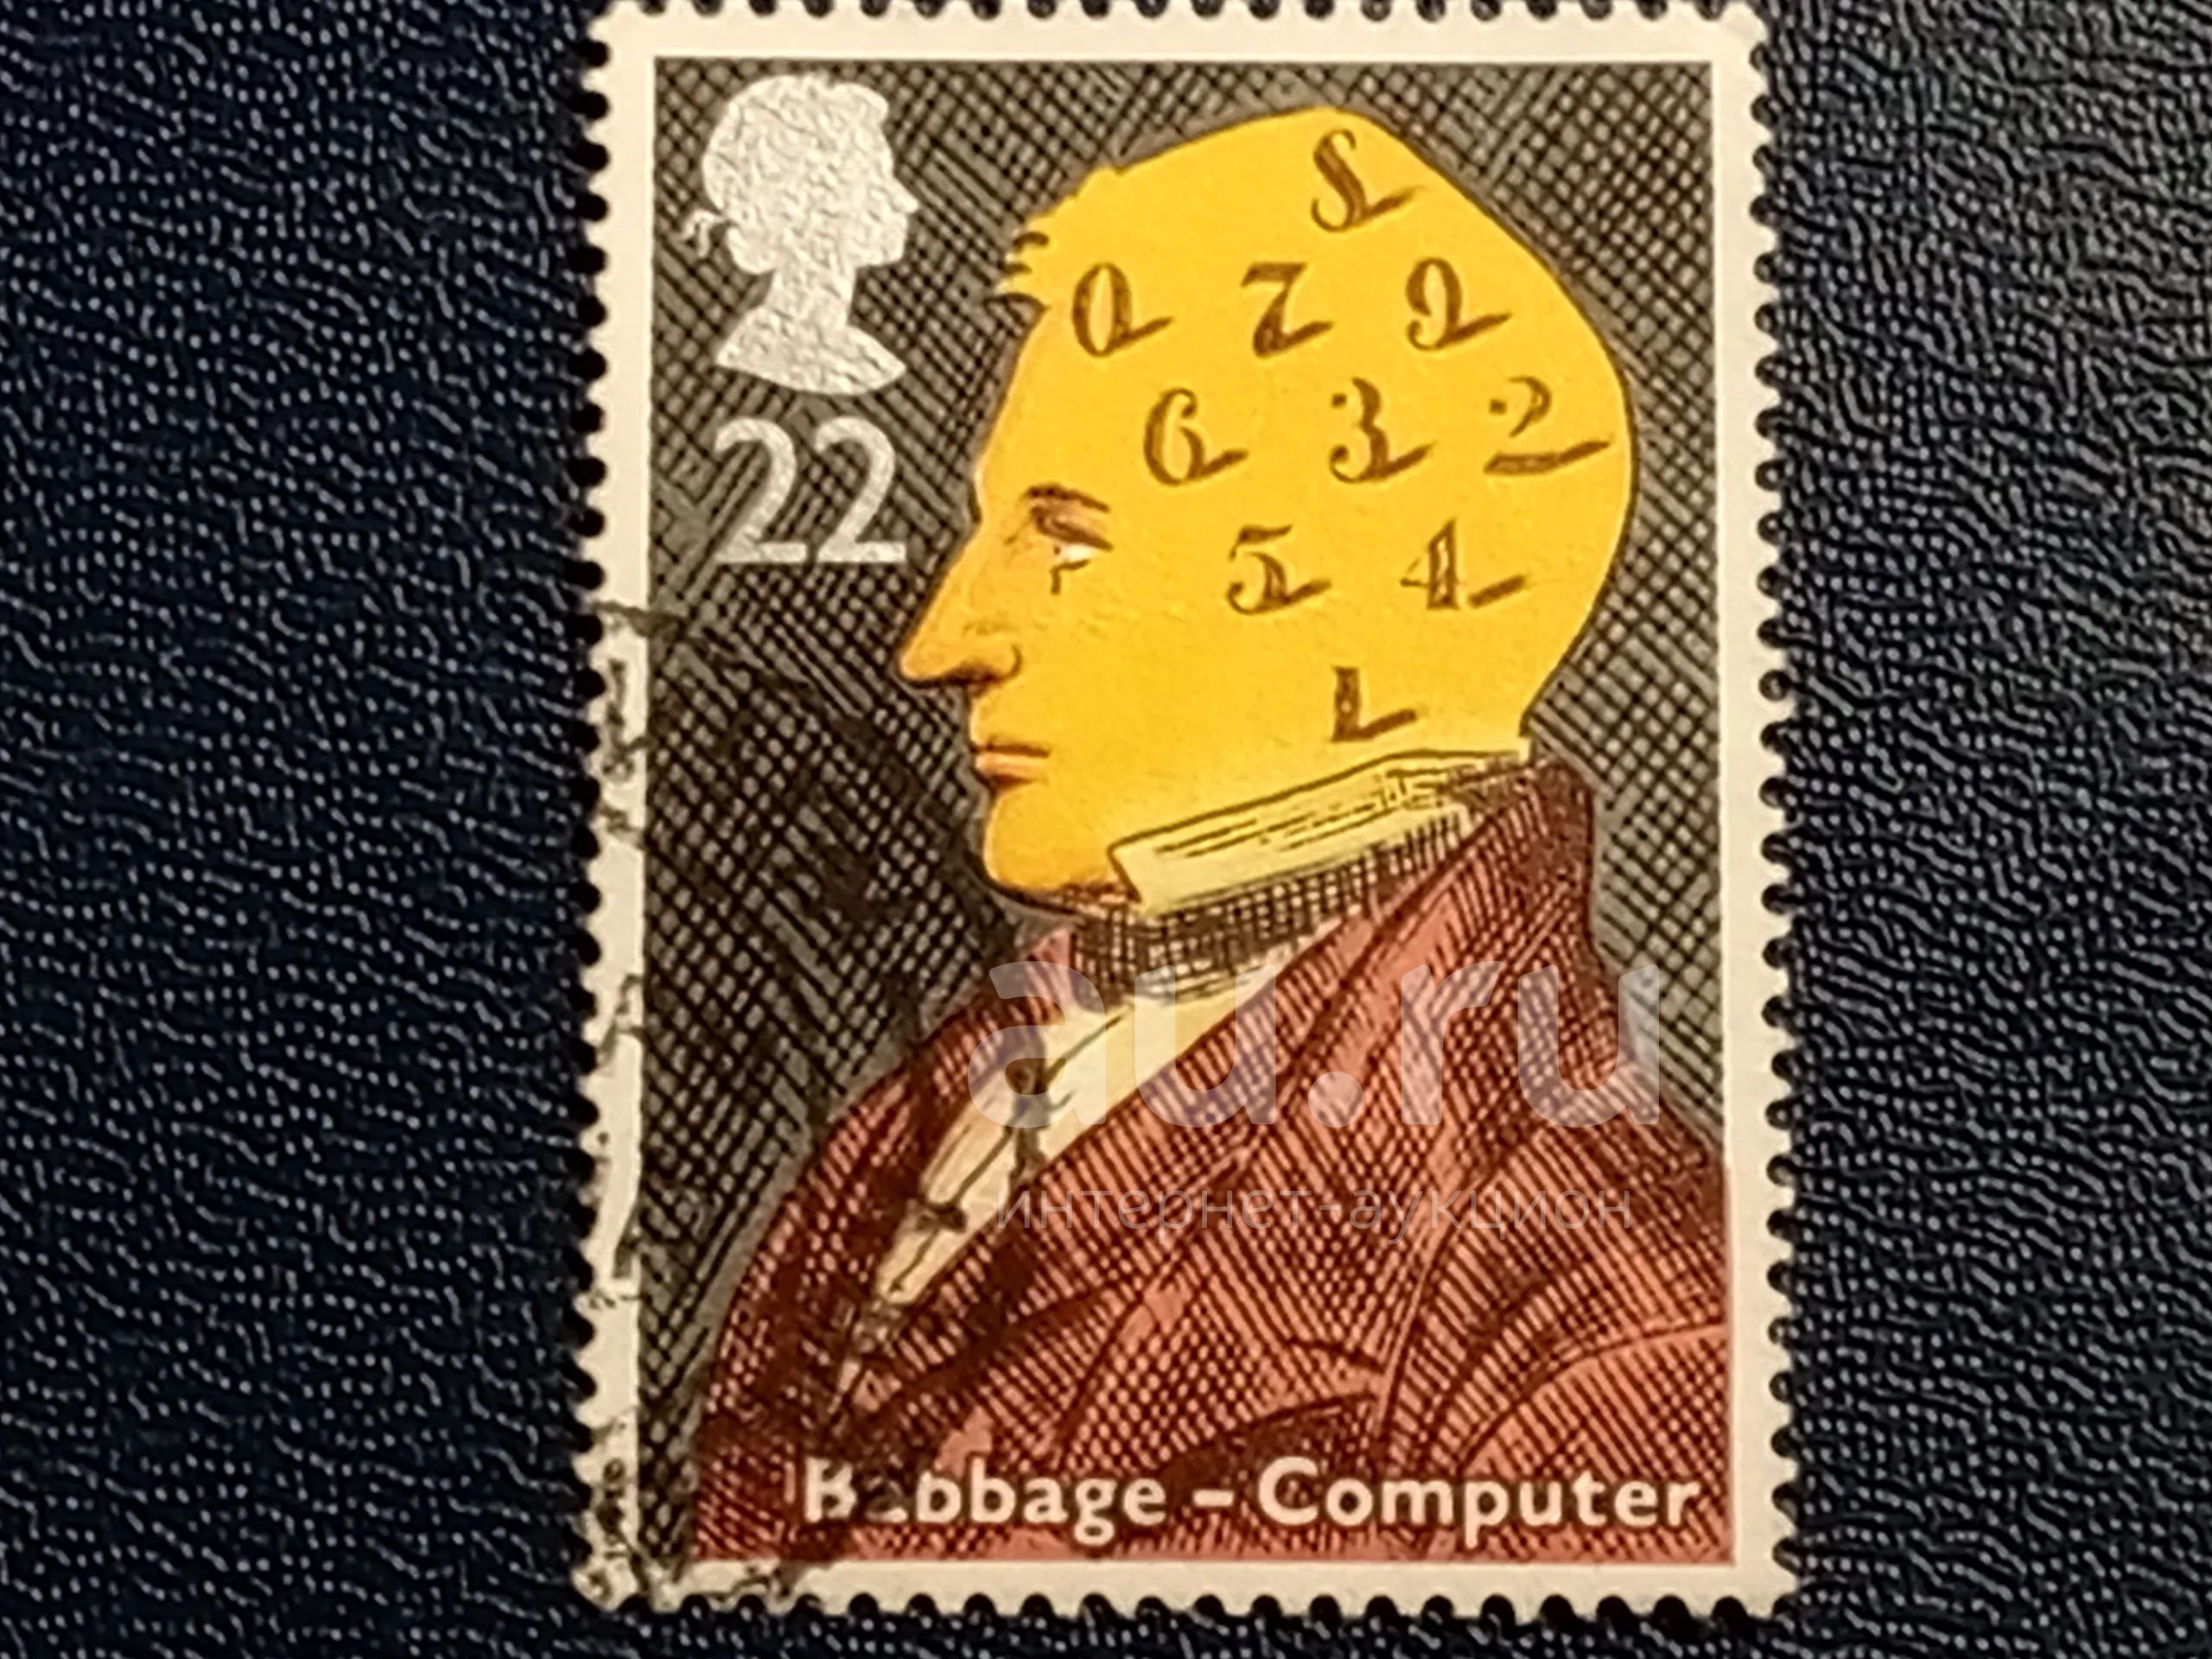 22
8
0 7 9
6 3 2
5 4
1
au.ru
интернет-аукцион
Babbage – Computer